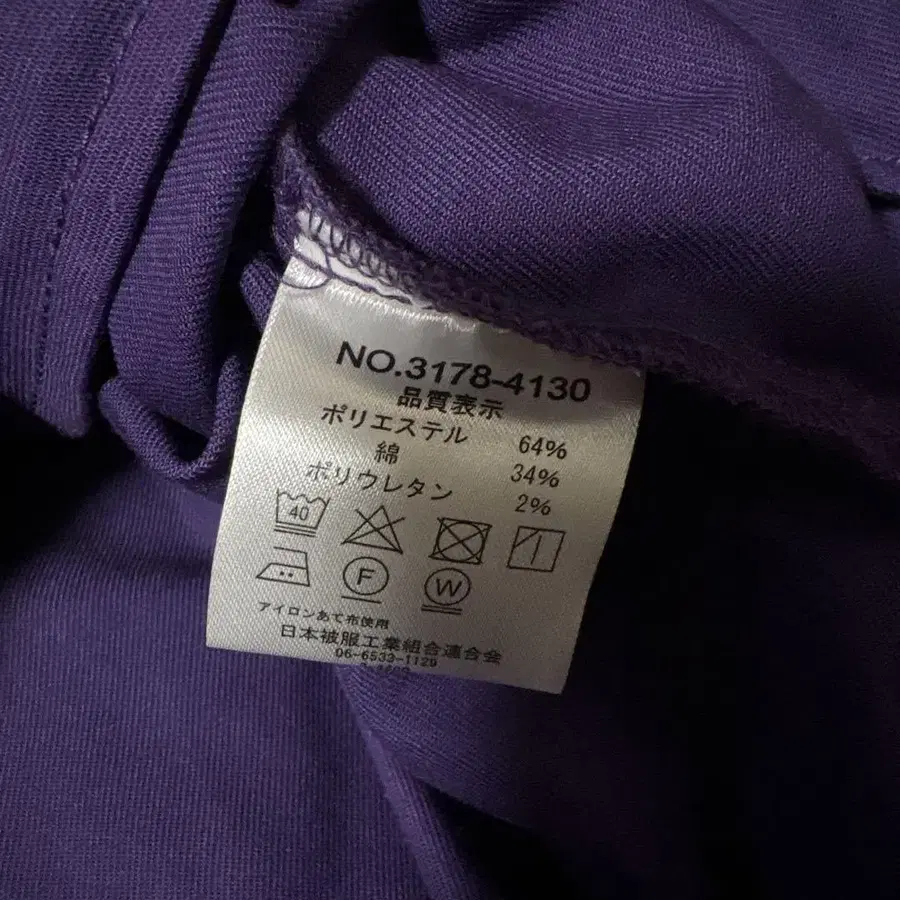 NO.3178-4130
品質表示
ポリエステル 64%
綿 34%
ポリウレタン 2%
40
F W
アイロンあて布使用
日本被服工業組合連合会
06-6533-1129